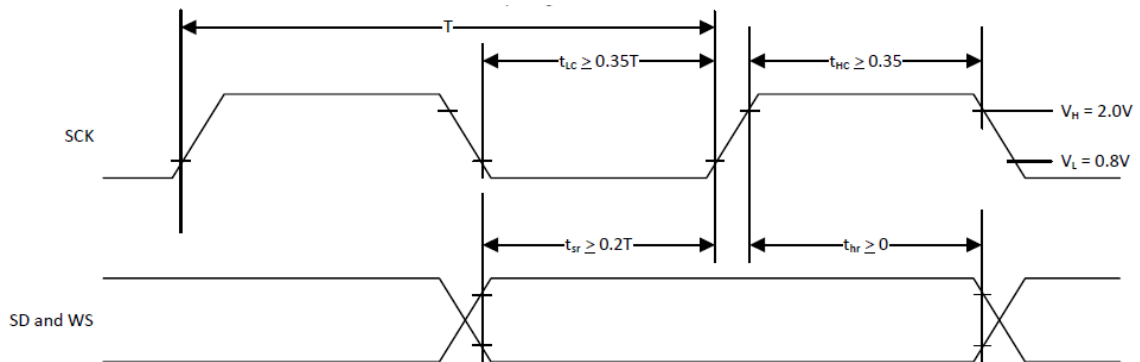 T
t_LC ≥ 0.35T
t_HC ≥ 0.35
SCK
V_H = 2.0V
V_L = 0.8V
t_sr ≥ 0.2T
t_hr ≥ 0
SD and WS